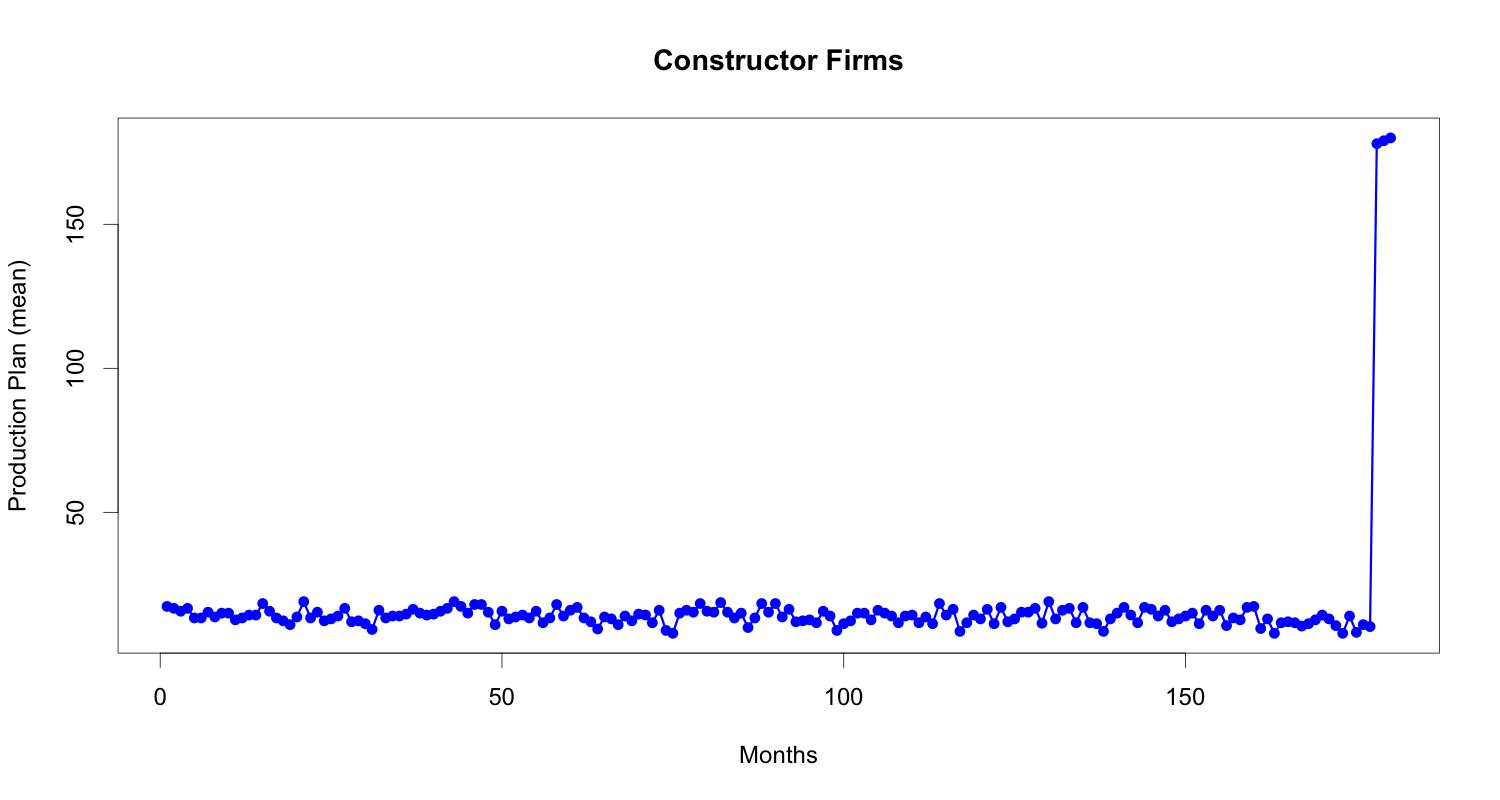 Constructor Firms
Production Plan (mean)
150
100
50
0 50 100 150
Months